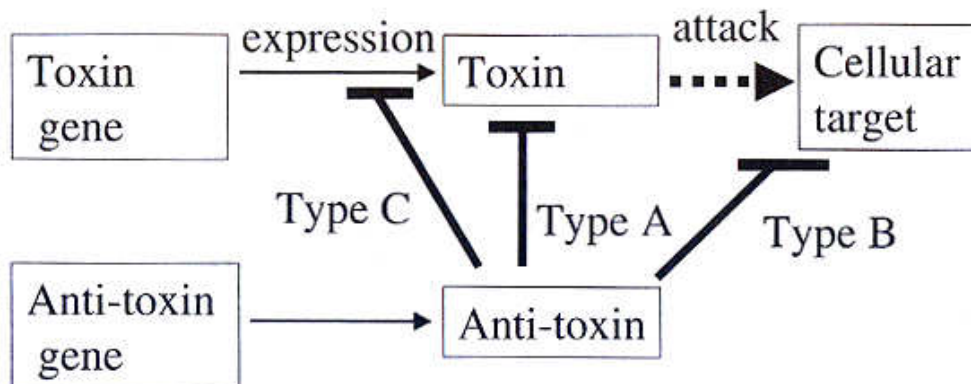 expression
attack
Toxin
gene
Toxin
Cellular
target
Type C
Type A
Type B
Anti-toxin
gene
Anti-toxin